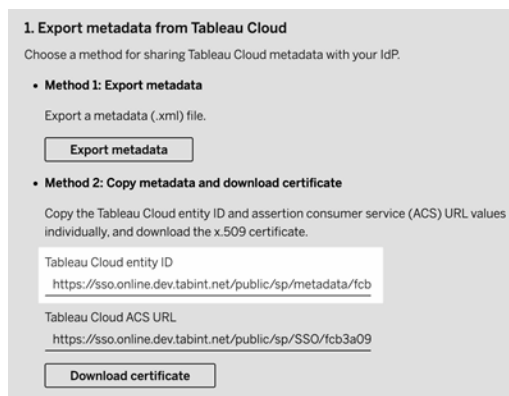 1. Export metadata from Tableau Cloud
Choose a method for sharing Tableau Cloud metadata with your IdP.
• Method 1: Export metadata
Export a metadata (.xml) file.
Export metadata
• Method 2: Copy metadata and download certificate
Copy the Tableau Cloud entity ID and assertion consumer service (ACS) URL values
individually, and download the x.509 certificate.
Tableau Cloud entity ID
https://sso.online.dev.tabint.net/public/sp/metadata/fcb
Tableau Cloud ACS URL
https://sso.online.dev.tabint.net/public/sp/SSO/fcb3a09
Download certificate